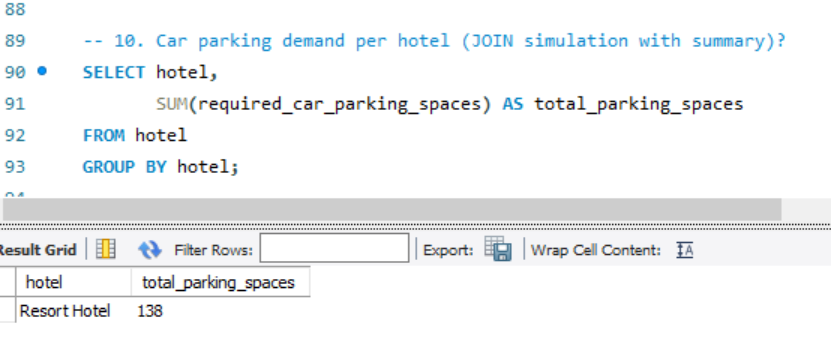 88
89 -- 10. Car parking demand per hotel (JOIN simulation with summary)?
90 SELECT hotel,
91 SUM(required_car_parking_spaces) AS total_parking_spaces
92 FROM hotel
93 GROUP BY hotel;
Result Grid Filter Rows: Export: Wrap Cell Content: IA
hotel total_parking_spaces
Resort Hotel 138